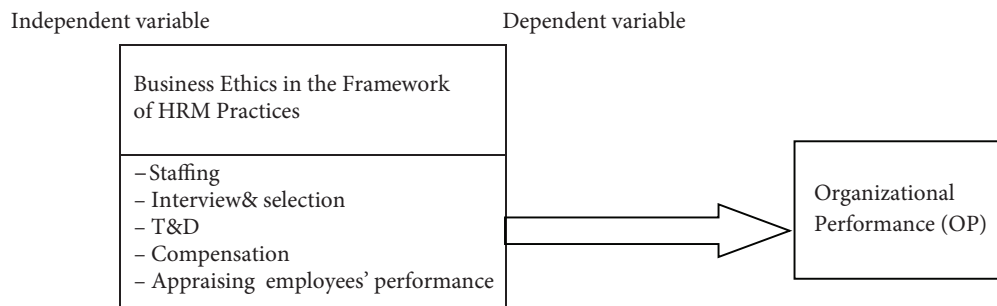 Independent variable
Dependent variable
Business Ethics in the Framework
of HRM Practices
– Staffing
– Interview& selection
– T&D
– Compensation
– Appraising employees’ performance
Organizational
Performance (OP)